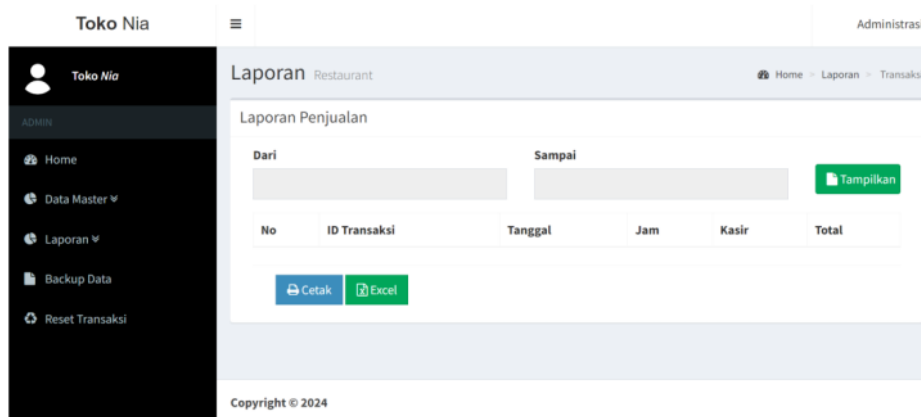 Toko Nia
Administrasi
Toko Nia
ADMIN
Home
Data Master
Laporan
Backup Data
Reset Transaksi
Laporan Restaurant
Home > Laporan > Transaks
Laporan Penjualan
Dari
Sampai
Tampilkan
No ID Transaksi Tanggal Jam Kasir Total
Cetak
Excel
Copyright © 2024